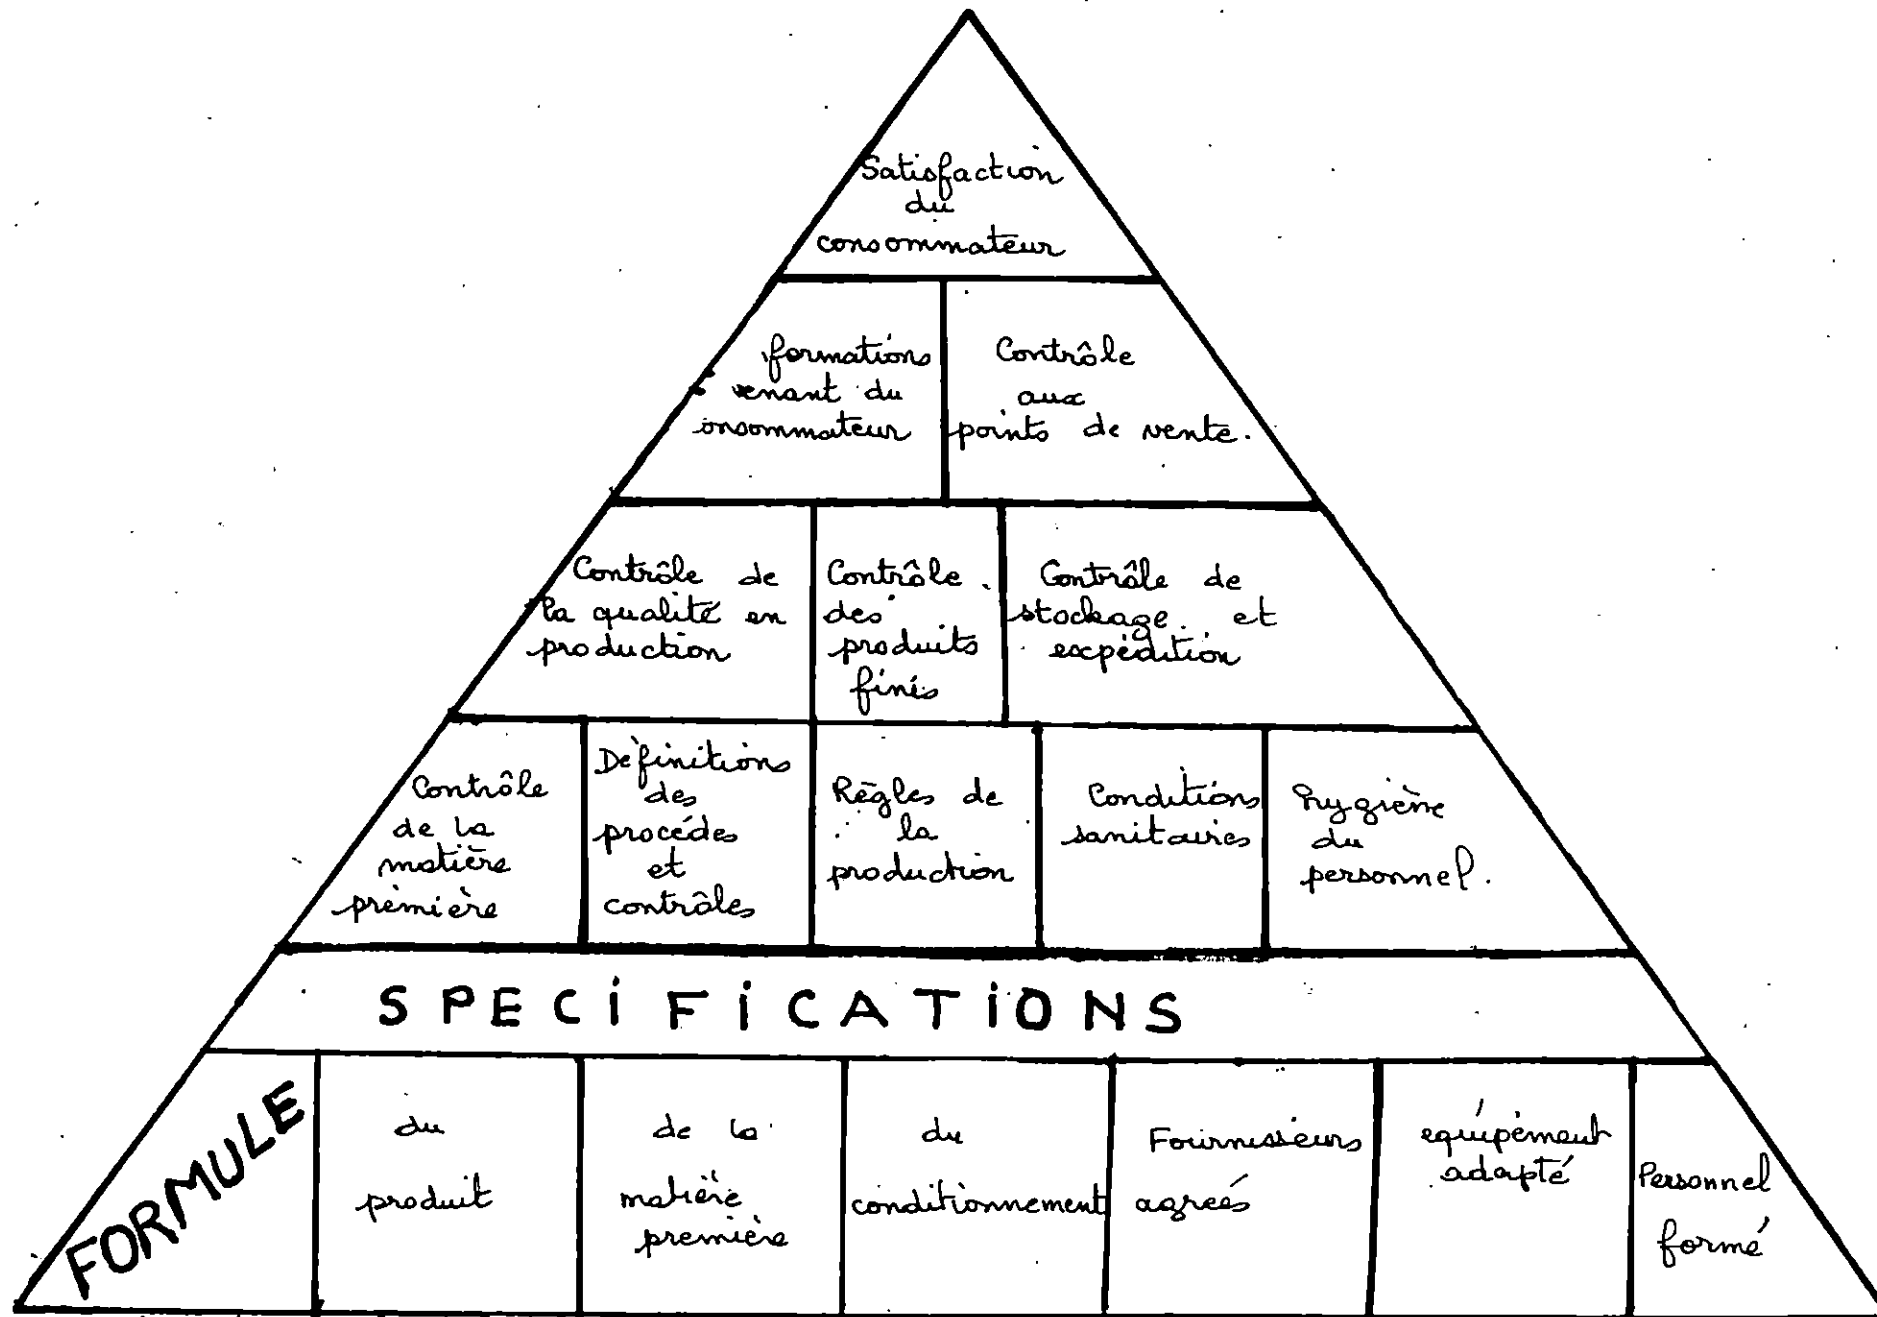 Satisfaction
du
consommateur
formations
venant du
onsommateur
Contrôle
aux
points de vente.
Contrôle de
la qualité en
production
Contrôle
des
produits
finis
Contrôle de
stockage et
expédition
Contrôle
de la
matière
première
Définitions
des
procédés
et
contrôles
Règles de
la
production
Conditions
sanitaires
hygiène
du
personnel.
SPECIFICATIONS
FORMULE
du
produit
de la
matière
première
du
conditionnement
Fournisseurs
agréés
équipement
adapté
Personnel
formé